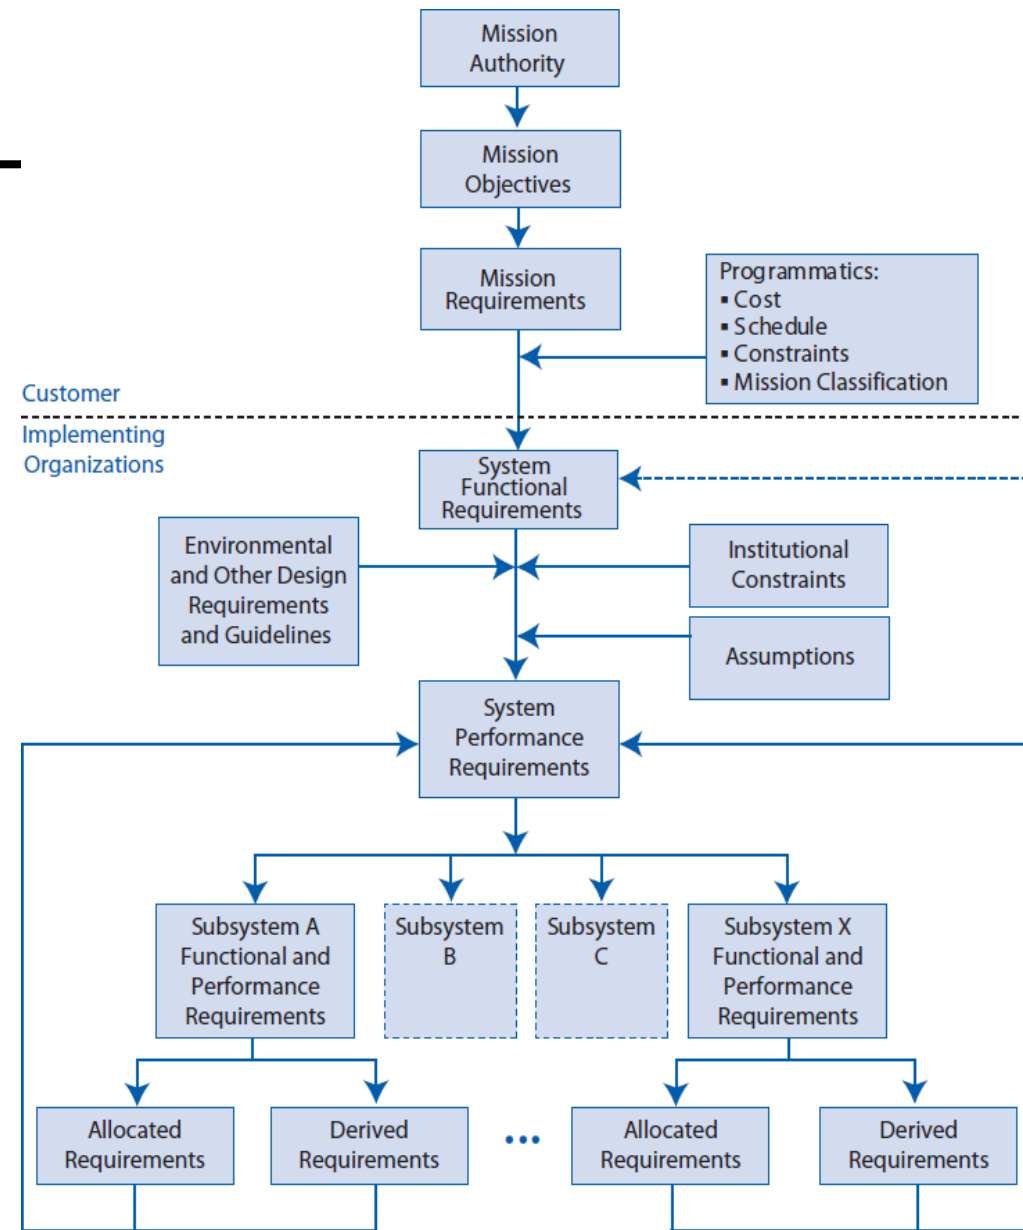 Mission
Authority
Mission
Objectives
Mission
Requirements
Programmatics:
▪ Cost
▪ Schedule
▪ Constraints
▪ Mission Classification
Customer
Implementing
Organizations
System
Functional
Requirements
Environmental
and Other Design
Requirements
and Guidelines
Institutional
Constraints
Assumptions
System
Performance
Requirements
Subsystem A
Functional and
Performance
Requirements
Subsystem
B
Subsystem
C
Subsystem X
Functional and
Performance
Requirements
Allocated
Requirements
Derived
Requirements
•••
Allocated
Requirements
Derived
Requirements